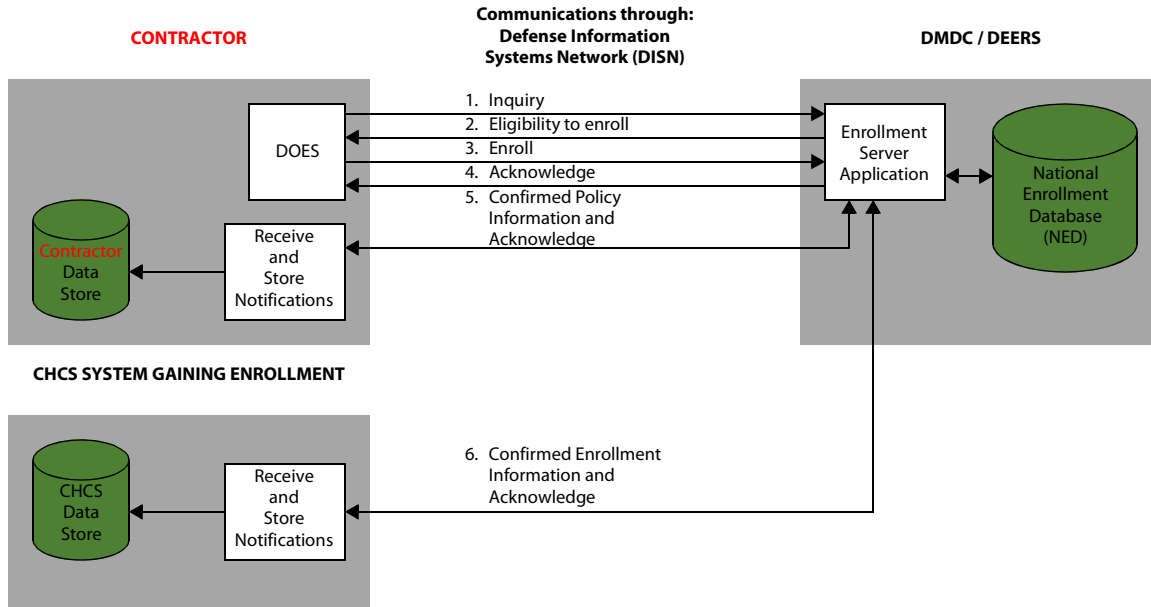 Communications through:
Defense Information
Systems Network (DISN)
CONTRACTOR
DMDC / DEERS
DOES
1. Inquiry
2. Eligibility to enroll
3. Enroll
4. Acknowledge
5. Confirmed Policy
Information and
Acknowledge
Enrollment
Server
Application
National
Enrollment
Database
(NED)
Contractor
Data
Store
Receive
and
Store
Notifications
CHCS SYSTEM GAINING ENROLLMENT
CHCS
Data
Store
Receive
and
Store
Notifications
6. Confirmed Enrollment
Information and
Acknowledge